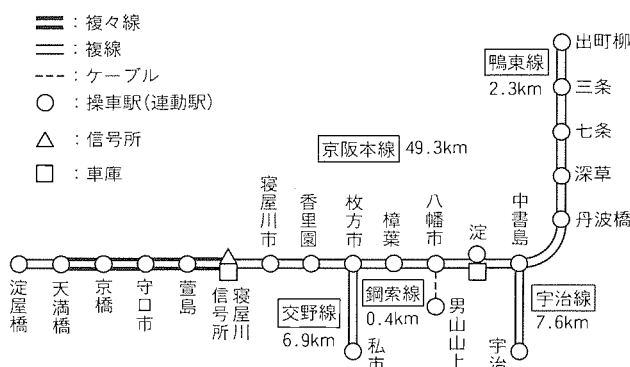 ：複々線
：複線
：ケーブル
：操車駅(連動駅)
：信号所
：車庫
出町柳
鴨東線
2.3km
三条
七条
深草
丹波橋
京阪本線 49.3km
寝屋川市
香里園
枚方市
樟葉
八幡市
淀
中書島
淀屋橋
天満橋
京橋
守口市
萱島
寝屋川
信号所
交野線
6.9km
私市
鋼索線
0.4km
男山山上
宇治線
7.6km
宇治